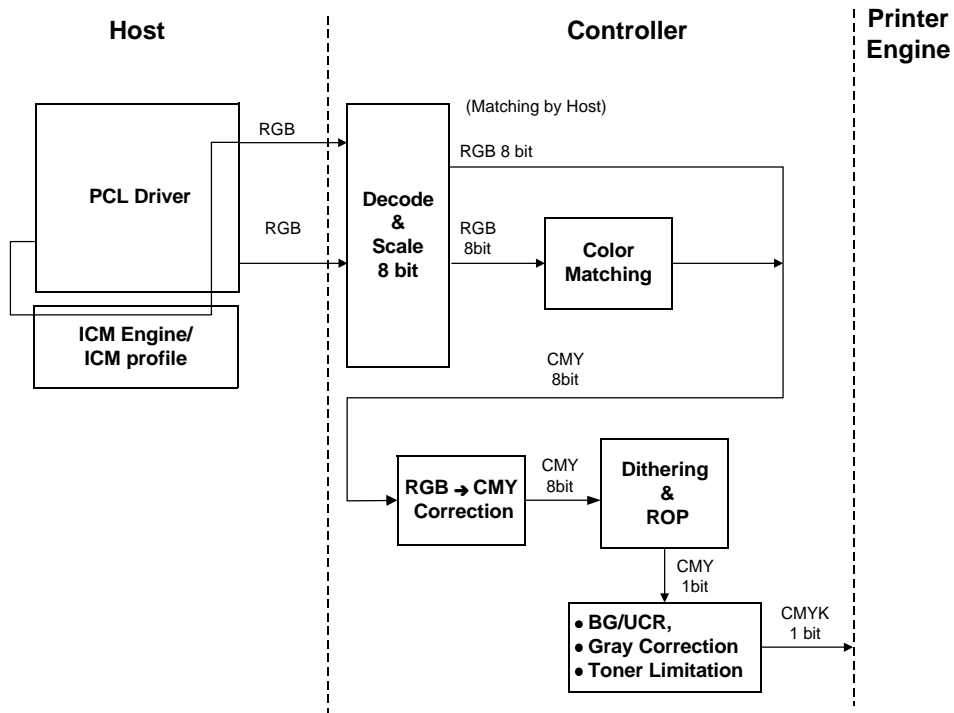 Host
Controller
Printer
Engine
PCL Driver
ICM Engine/
ICM profile
RGB
RGB
Decode
&
Scale
8 bit
(Matching by Host)
RGB 8 bit
RGB
8bit
Color
Matching
CMY
8bit
RGB → CMY
Correction
CMY
8bit
Dithering
&
ROP
CMY
1bit
• BG/UCR,
• Gray Correction
• Toner Limitation
CMYK
1 bit